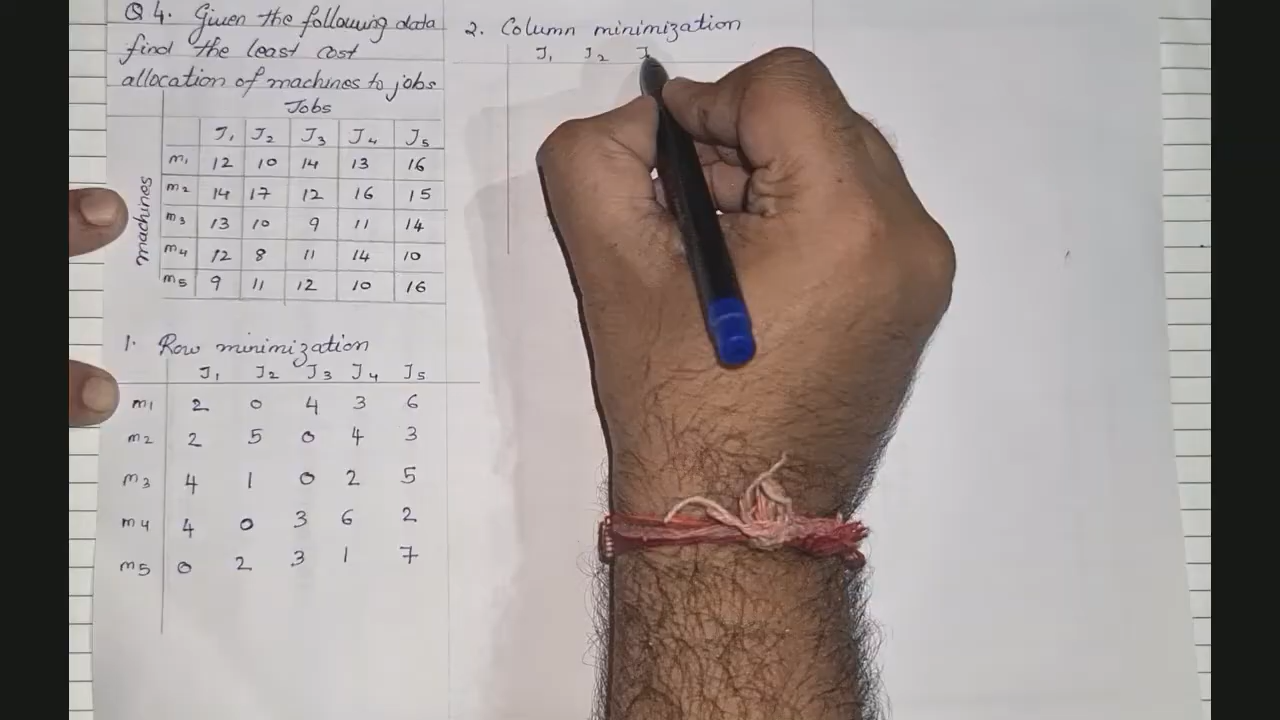 Q4. Given the following data
find the least cost
allocation of machines to jobs
Jobs
machines
J1 J2 J3 J4 J5
m1 12 10 14 13 16
m2 14 17 12 16 15
m3 13 10 9 11 14
m4 12 8 11 14 10
m5 9 11 12 10 16
1. Row minimization
J1 J2 J3 J4 J5
m1 2 0 4 3 6
m2 2 5 0 4 3
m3 4 1 0 2 5
m4 4 0 3 6 2
m5 0 2 3 1 7
2. Column minimization
J1 J2 J